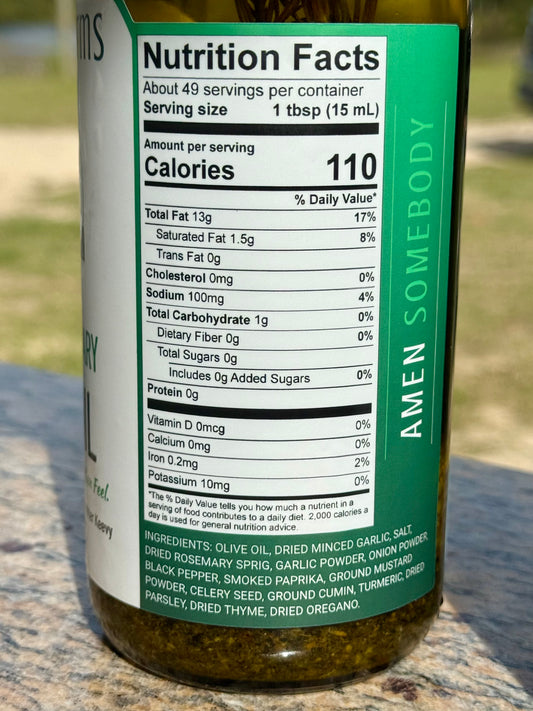 Nutrition Facts
About 49 servings per container
Serving size 1 tbsp (15 mL)
Amount per serving
Calories 110
% Daily Value*
Total Fat 13g 17%
Saturated Fat 1.5g 8%
Trans Fat 0g
Cholesterol 0mg 0%
Sodium 100mg 4%
Total Carbohydrate 1g 0%
Dietary Fiber 0g 0%
Total Sugars 0g
Includes 0g Added Sugars 0%
Protein 0g
Vitamin D 0mcg 0%
Calcium 0mg 0%
Iron 0.2mg 2%
Potassium 10mg 0%
*The % Daily Value tells you how much a nutrient in a
serving of food contributes to a daily diet. 2,000 calories a
day is used for general nutrition advice.
INGREDIENTS: OLIVE OIL, DRIED MINCED GARLIC, SALT,
DRIED ROSEMARY SPRIG, GARLIC POWDER, ONION POWDER,
BLACK PEPPER, SMOKED PAPRIKA, GROUND MUSTARD
POWDER, CELERY SEED, GROUND CUMIN, TURMERIC, DRIED
PARSLEY, DRIED THYME, DRIED OREGANO.
AMEN SOMEBODY
Feel.